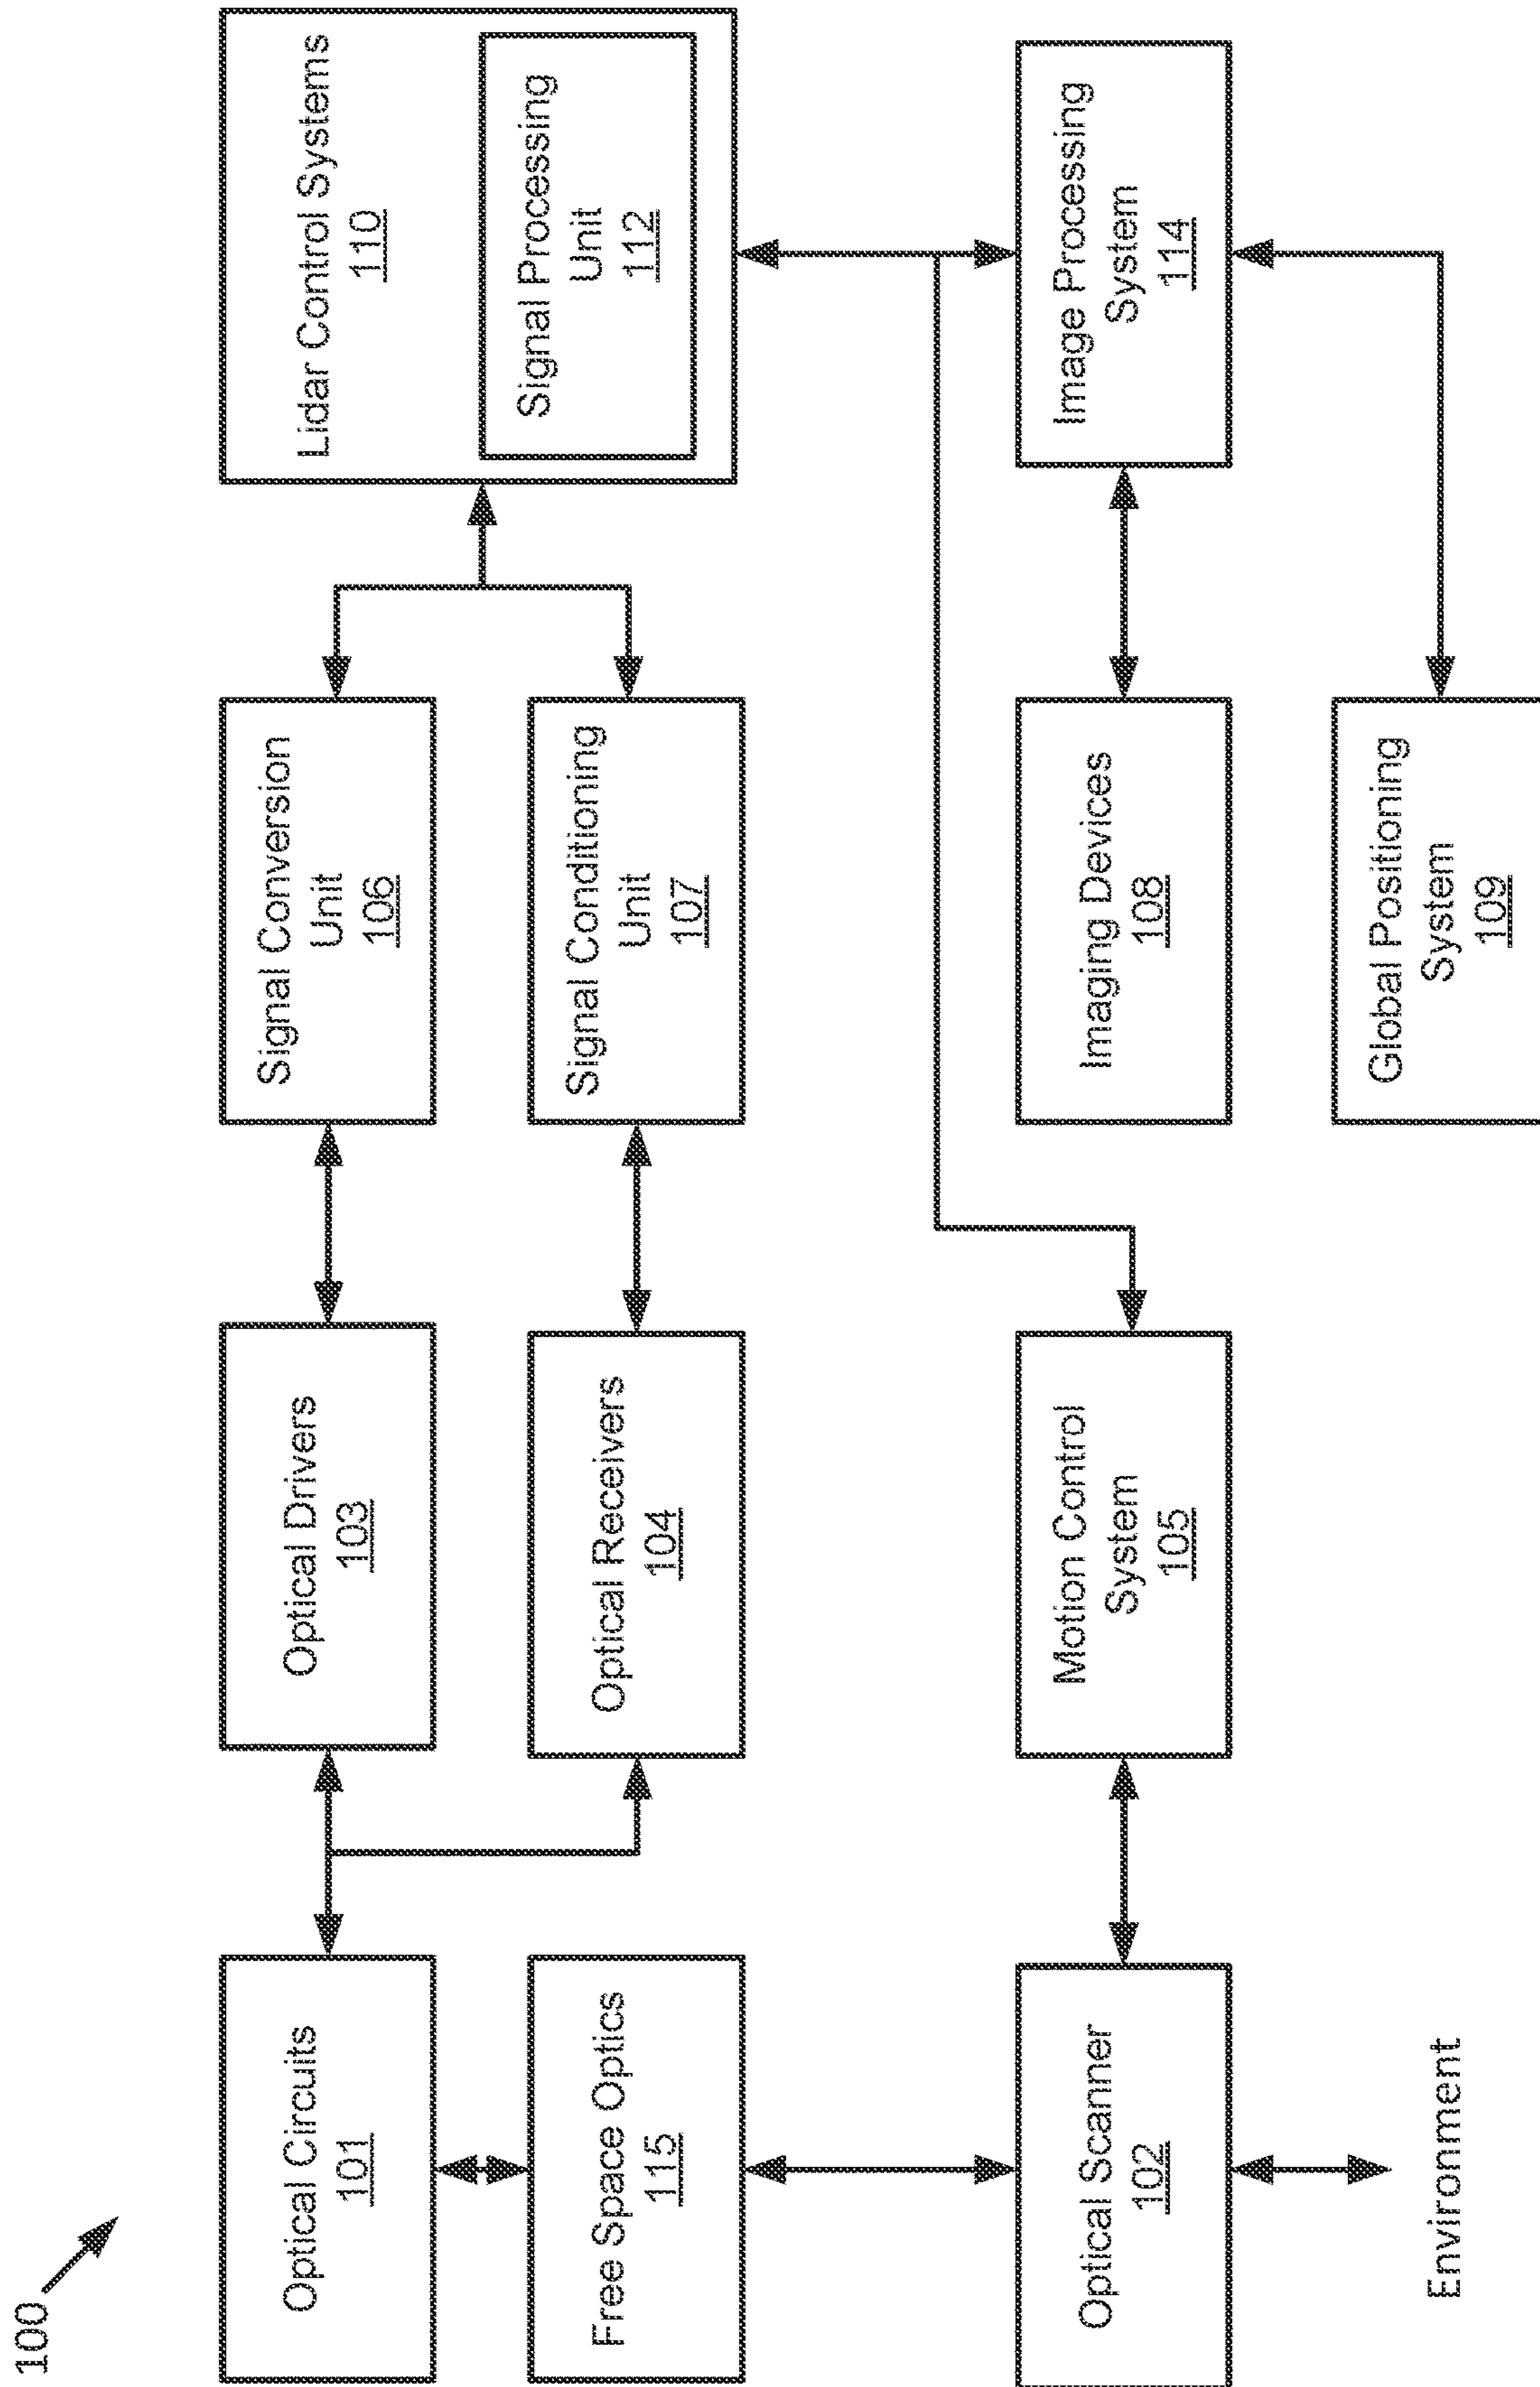 100
Optical Circuits
101
Optical Drivers
103
Signal Conversion
Unit
106
Lidar Control Systems
110
Free Space Optics
115
Optical Receivers
104
Signal Conditioning
Unit
107
Signal Processing
Unit
112
Optical Scanner
102
Motion Control
System
105
Imaging Devices
108
Image Processing
System
114
Environment
Global Positioning
System
109